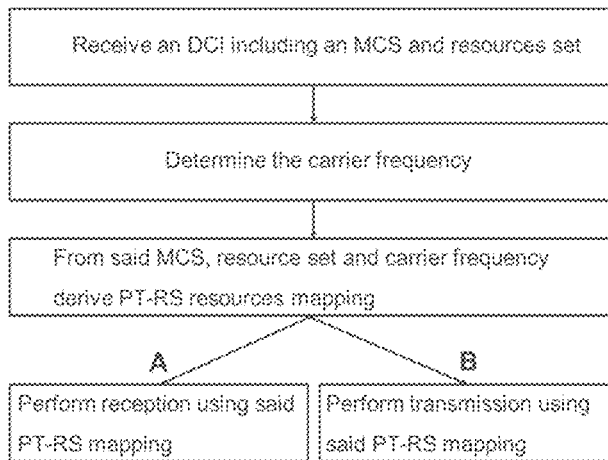 Receive an DCI including an MCS and resources set
Determine the carrier frequency
From said MCS, resource set and carrier frequency
derive PT-RS resources mapping
A
B
Perform reception using said
PT-RS mapping
Perform transmission using
said PT-RS mapping